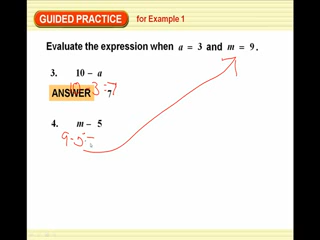 GUIDED PRACTICE for Example 1
Evaluate the expression when a = 3 and m = 9.
3. 10 – a
10-3=7
ANSWER 7
4. m – 5
9-5=